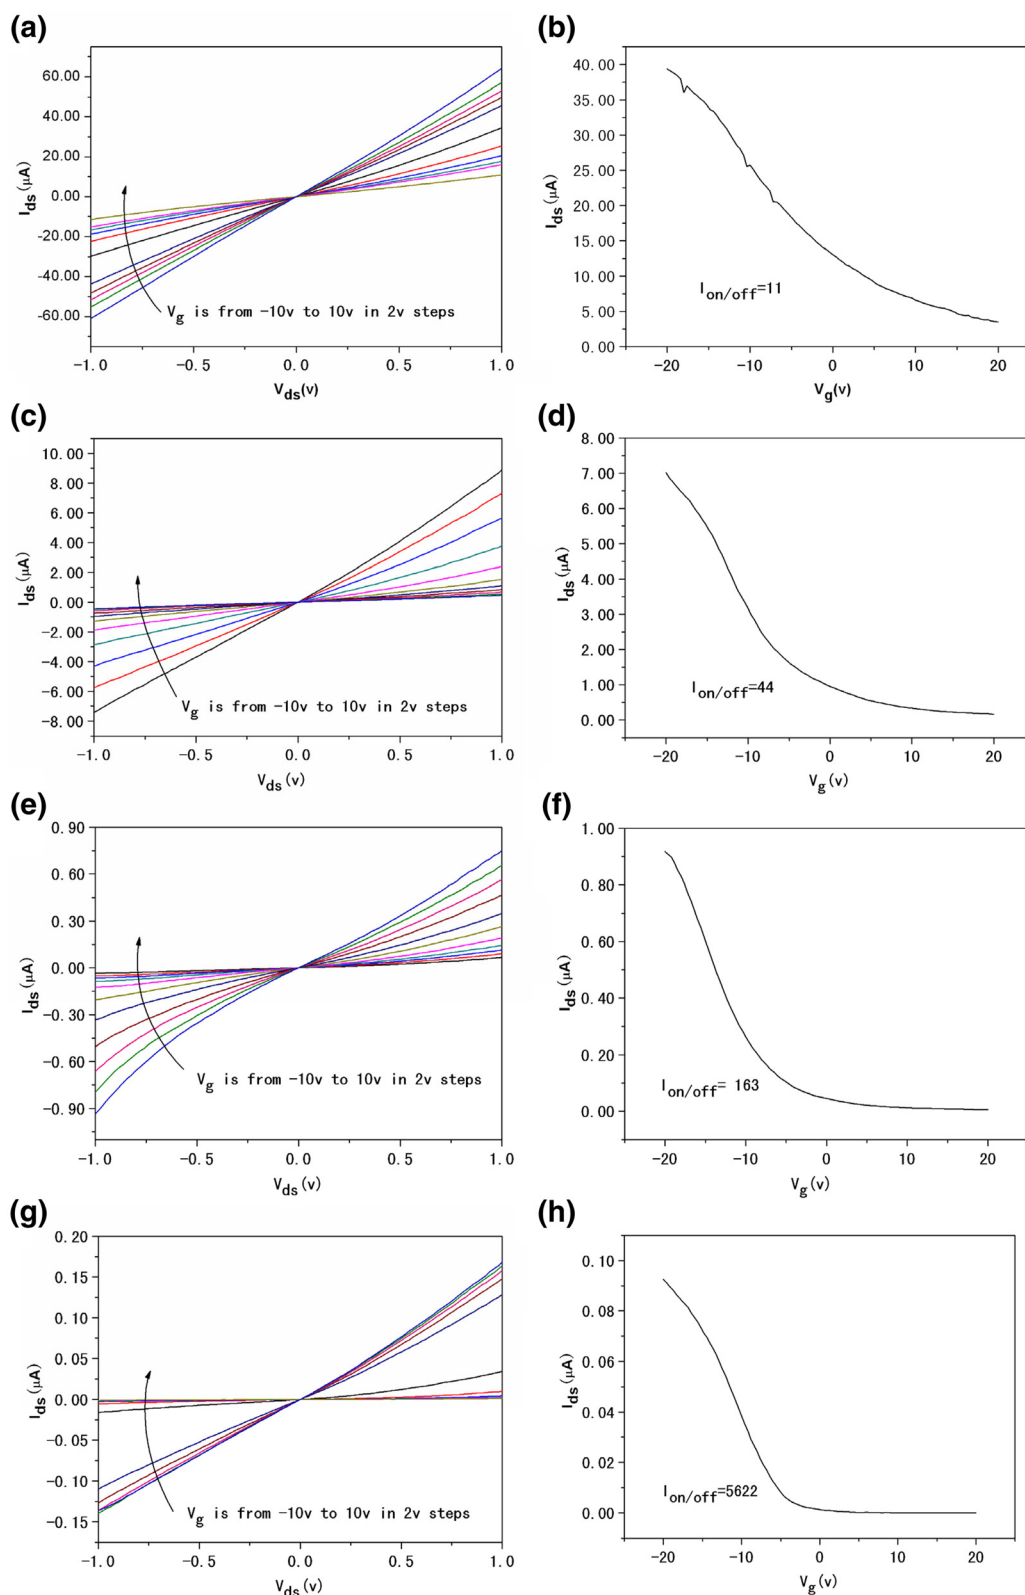 (a)
60.00
40.00
20.00
0.00
-20.00
-40.00
-60.00
Ids(μA)
Vg is from -10v to 10v in 2v steps
-1.0 -0.5 0.0 0.5 1.0
Vds(v)
(b)
40.00
35.00
30.00
25.00
20.00
15.00
10.00
5.00
0.00
Ids(μA)
Ion/off=11
-20 -10 0 10 20
Vg(v)
(c)
10.00
8.00
6.00
4.00
2.00
0.00
-2.00
-4.00
-6.00
-8.00
Ids(μA)
Vg is from -10v to 10v in 2v steps
-1.0 -0.5 0.0 0.5 1.0
Vds(v)
(d)
8.00
7.00
6.00
5.00
4.00
3.00
2.00
1.00
0.00
Ids(μA)
Ion/off=44
-20 -10 0 10 20
Vg(v)
(e)
0.90
0.60
0.30
0.00
-0.30
-0.60
-0.90
Ids(μA)
Vg is from -10v to 10v in 2v steps
-1.0 -0.5 0.0 0.5 1.0
Vds(v)
(f)
1.00
0.80
0.60
0.40
0.20
0.00
Ids(μA)
Ion/off= 163
-20 -10 0 10 20
Vg(v)
(g)
0.20
0.15
0.10
0.05
0.00
-0.05
-0.10
-0.15
Ids(μA)
Vg is from -10v to 10v in 2v steps
-1.0 -0.5 0.0 0.5 1.0
Vds(v)
(h)
0.10
0.08
0.06
0.04
0.02
0.00
Ids(μA)
Ion/off=5622
-20 -10 0 10 20
Vg(v)